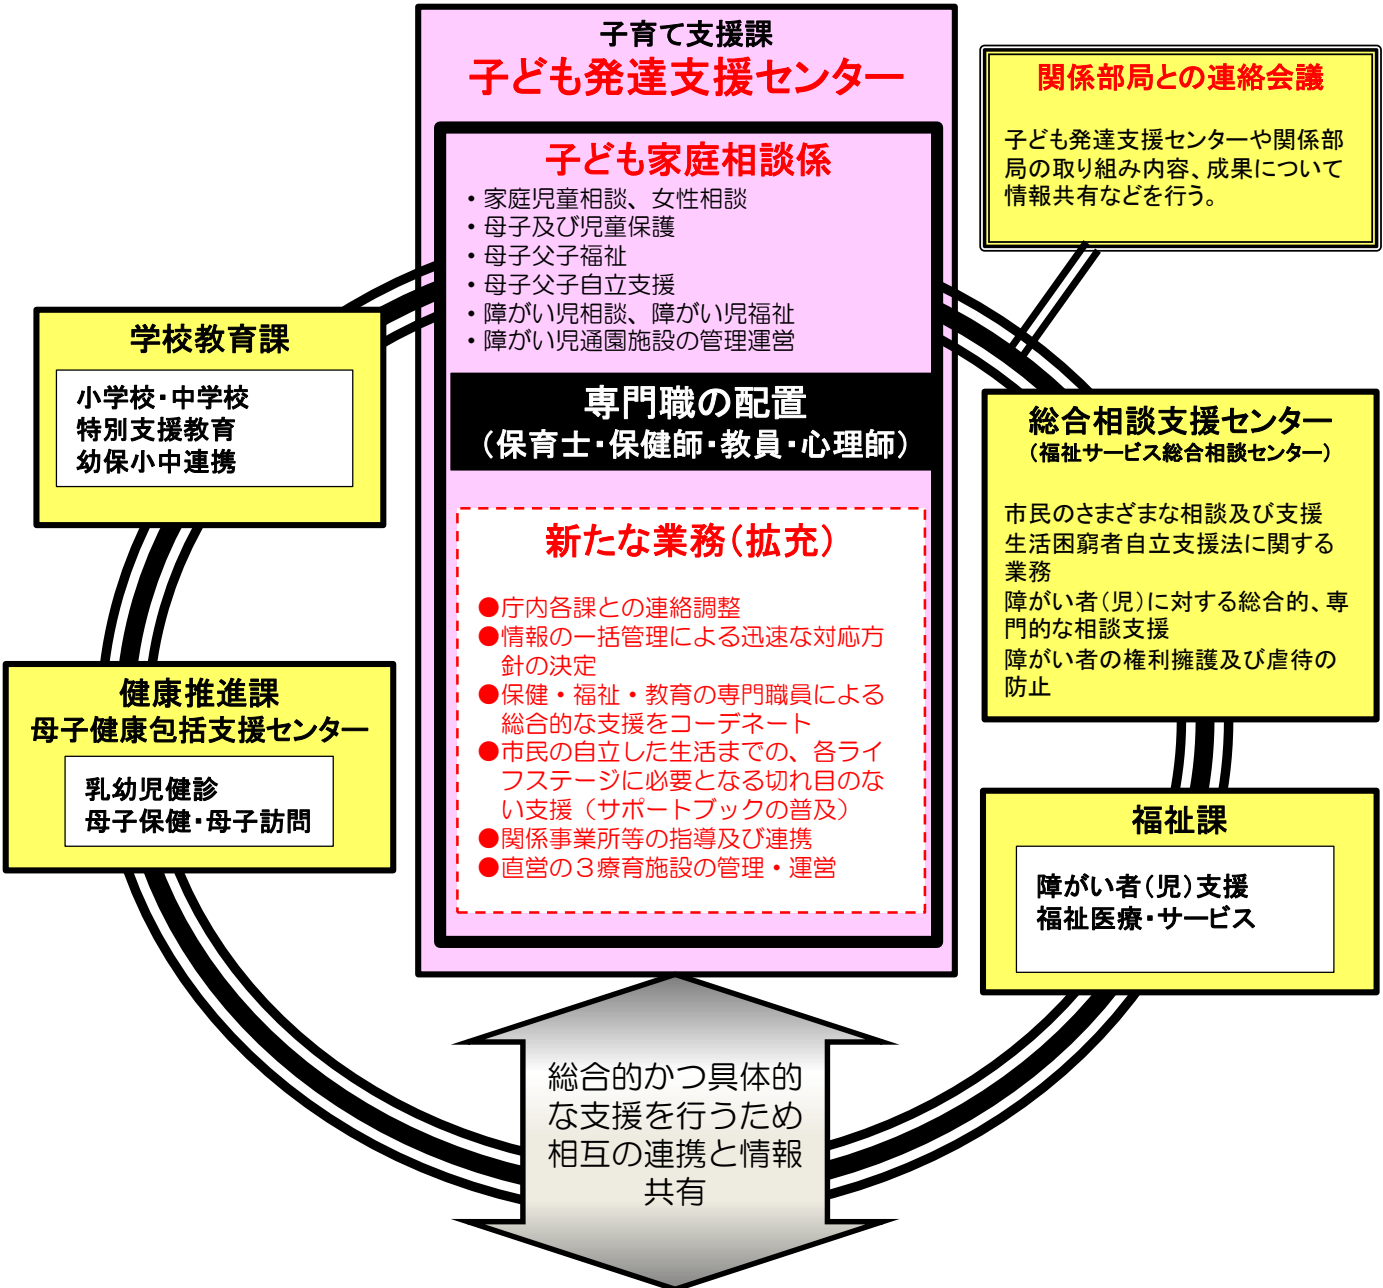 子育て支援課
子ども発達支援センター
子ども家庭相談係
・家庭児童相談、女性相談
・母子及び児童保護
・母子父子福祉
・母子父子自立支援
・障がい児相談、障がい児福祉
・障がい児通園施設の管理運営
専門職の配置
（保育士・保健師・教員・心理師）
新たな業務（拡充）
●庁内各課との連絡調整
●情報の一括管理による迅速な対応方
針の決定
●保健・福祉・教育の専門職員による
総合的な支援をコーデネート
●市民の自立した生活までの、各ライ
フステージに必要となる切れ目のな
い支援（サポートブックの普及）
●関係事業所等の指導及び連携
●直営の３療育施設の管理・運営
関係部局との連絡会議
子ども発達支援センターや関係部
局の取り組み内容、成果について
情報共有などを行う。
学校教育課
小学校・中学校
特別支援教育
幼保小中連携
総合相談支援センター
（福祉サービス総合相談センター）
市民のさまざまな相談及び支援
生活困窮者自立支援法に関する
業務
障がい者（児）に対する総合的、専
門的な相談支援
障がい者の権利擁護及び虐待の
防止
健康推進課
母子健康包括支援センター
乳幼児健診
母子保健・母子訪問
福祉課
障がい者（児）支援
福祉医療・サービス
総合的かつ具体的
な支援を行うため
相互の連携と情報
共有